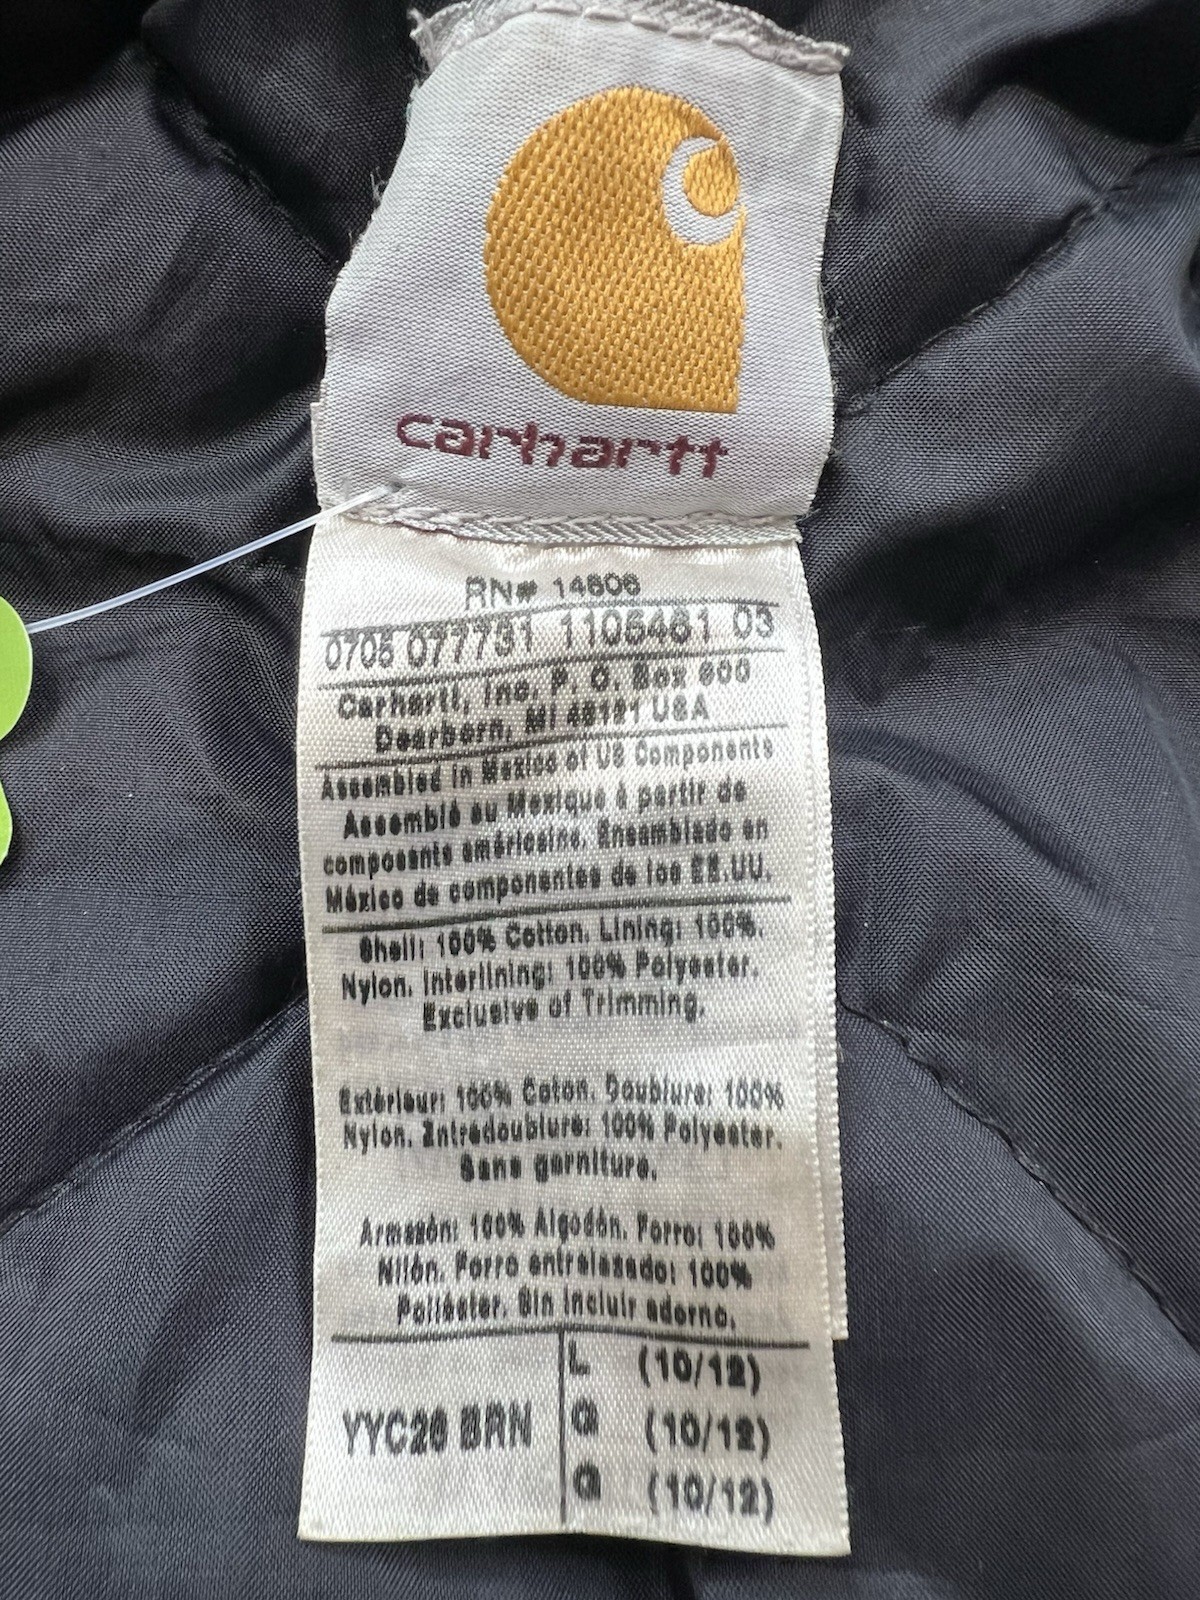 carhartt
RN# 14806
0705 077731 1105481 03
Carhartt, Inc. P. O. Box 600
Dearborn, MI 48121 USA
Assembled in Mexico of US Components
Assemblé au Mexique à partir de
composants américains. Ensamblado en
México de componentes de los EE.UU.
Shell: 100% Cotton. Lining: 100%.
Nylon. Interlining: 100% Polyester.
Exclusive of Trimming.
Extérieur: 100% Coton. Doublure: 100%
Nylon. Entredoublure: 100% Polyester.
Sans garniture.
Armazón: 100% Algodón. Forro: 100%
Nilón. Forro entrelazado: 100%
Poliéster. Sin incluir adorno.
YYC26 BRN
L (10/12)
G (10/12)
G (10/12)